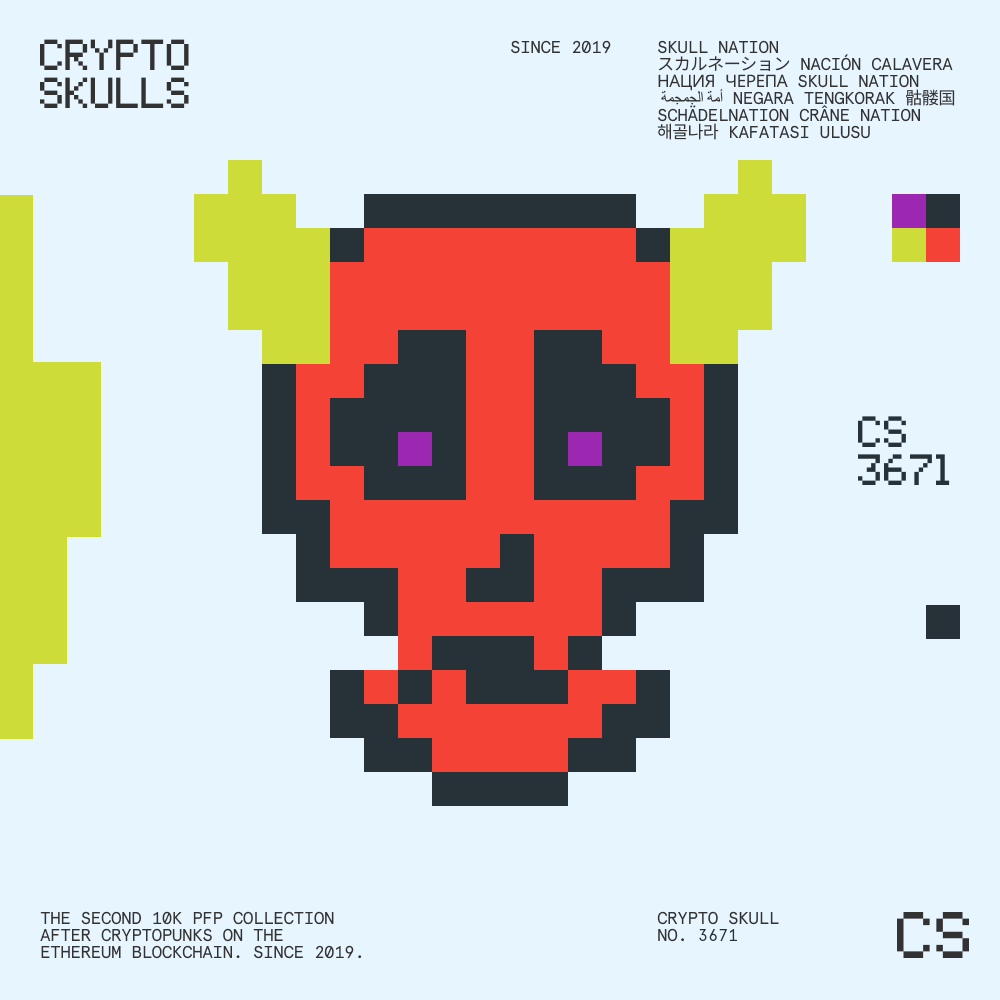 CRYPTO
SKULLS
SINCE 2019
SKULL NATION
スカルネーション NACIÓN CALAVERA
НАЦИЯ ЧЕРЕПА SKULL NATION
أمة الجمجمة NEGARA TENGKORAK 骷髅国
SCHÄDELNATION CRÂNE NATION
해골나라 KAFATASI ULUSU
CS
3671
THE SECOND 10K PFP COLLECTION
AFTER CRYPTOPUNKS ON THE
ETHEREUM BLOCKCHAIN. SINCE 2019.
CRYPTO SKULL
NO. 3671
CS